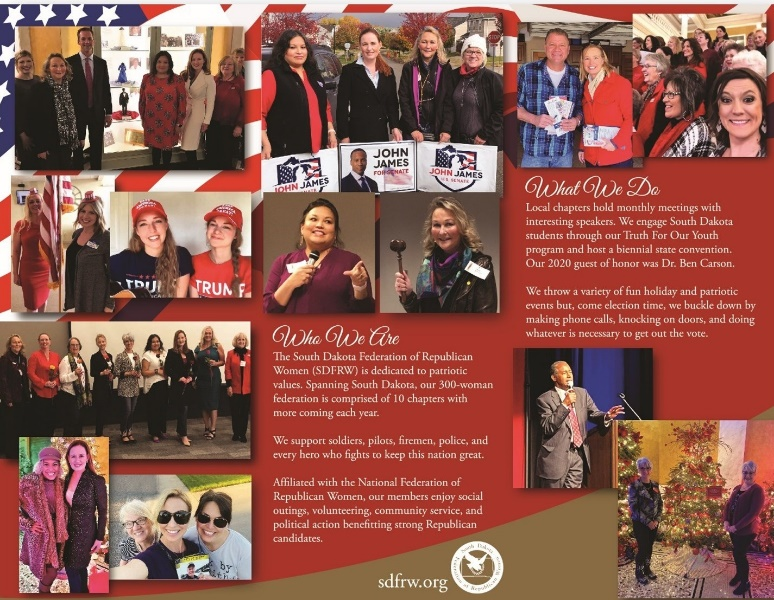 JOHN JAMES
JOHN
JAMES
FOR SENATE
JOHN JAMES
U.S. SENATE
TRUMP
TRUMP
Who We Are
The South Dakota Federation of Republican
Women (SDFRW) is dedicated to patriotic
values. Spanning South Dakota, our 300-woman
federation is comprised of 10 chapters with
more coming each year.
We support soldiers, pilots, firemen, police, and
every hero who fights to keep this nation great.
Affiliated with the National Federation of
Republican Women, our members enjoy social
outings, volunteering, community service, and
political action benefitting strong Republican
candidates.
sdfrw.org
What We Do
Local chapters hold monthly meetings with
interesting speakers. We engage South Dakota
students through our Truth For Our Youth
program and host a biennial state convention.
Our 2020 guest of honor was Dr. Ben Carson.
We throw a variety of fun holiday and patriotic
events but, come election time, we buckle down by
making phone calls, knocking on doors, and doing
whatever is necessary to get out the vote.